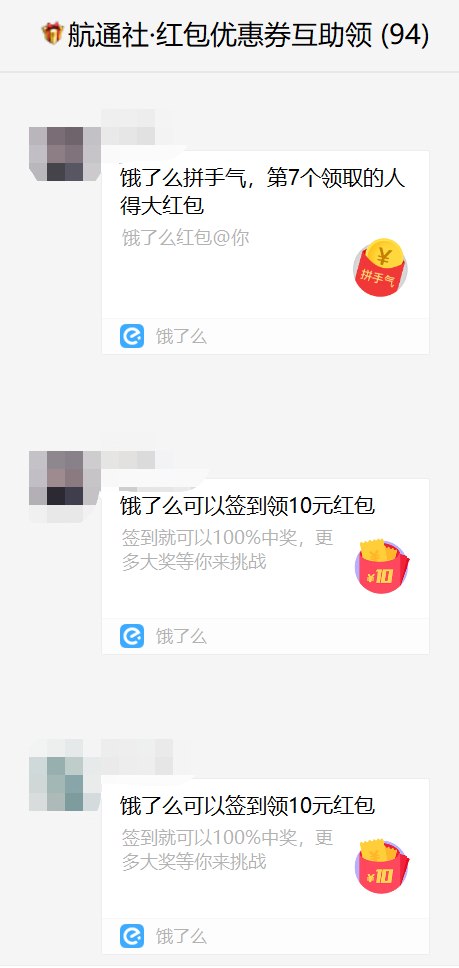 航通社·红包优惠券互助领 (94)
饿了么拼手气，第7个领取的人
得大红包
饿了么红包@你
拼手气
饿了么
饿了么可以签到领10元红包
签到就可以100%中奖，更
多大奖等你来挑战
¥10
饿了么
饿了么可以签到领10元红包
签到就可以100%中奖，更
多大奖等你来挑战
¥10
饿了么